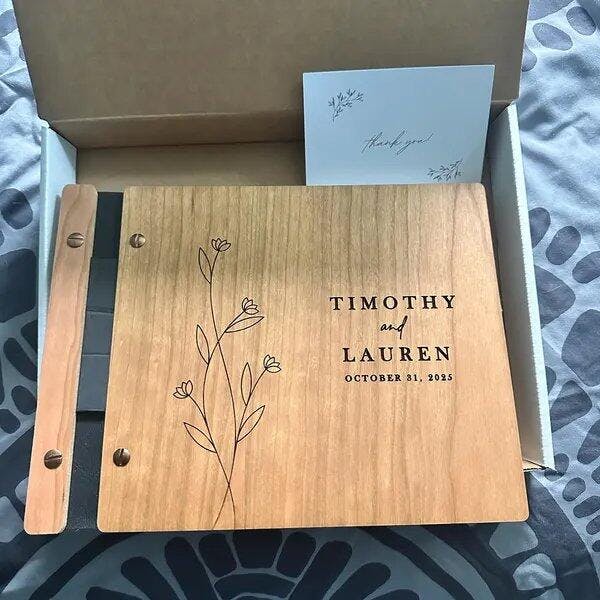 thank you!
TIMOTHY
and
LAUREN
OCTOBER 31, 2025